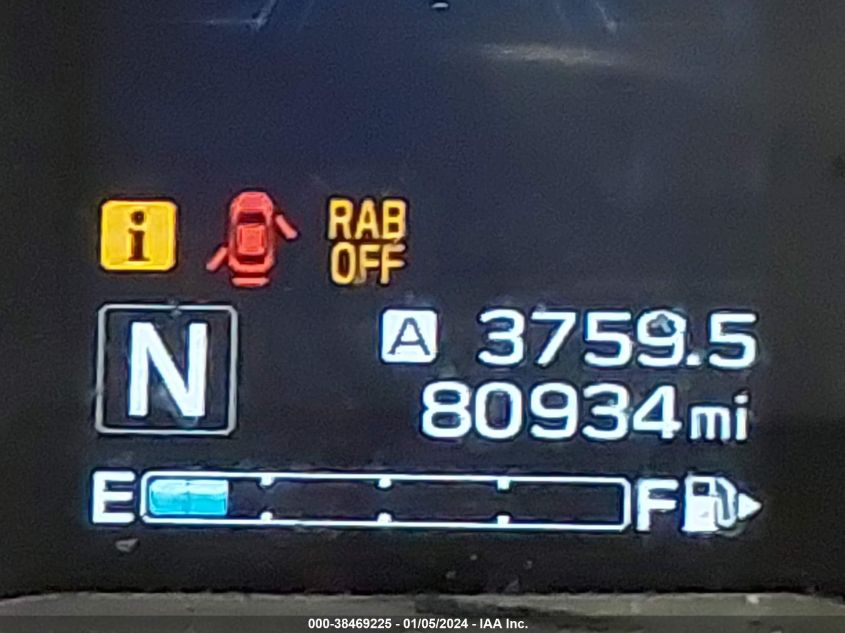 i
RAB
OFF
N
A 3759.5
80934 mi
E F
000-38469225 - 01/05/2024 - IAA Inc.